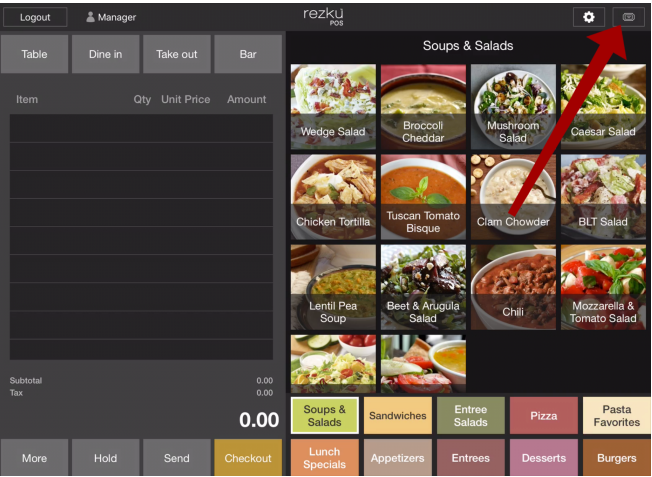 Logout
Manager
rezku
POS
Table
Dine in
Take out
Bar
Item
Qty
Unit Price
Amount
Subtotal
0.00
Tax
0.00
0.00
More
Hold
Send
Checkout
Soups & Salads
Wedge Salad
Broccoli
Cheddar
Mushroom
Salad
Caesar Salad
Chicken Tortilla
Tuscan Tomato
Bisque
Clam Chowder
BLT Salad
Lentil Pea
Soup
Beet & Arugula
Salad
Chili
Mozzarella &
Tomato Salad
Soups &
Salads
Sandwiches
Entree
Salads
Pizza
Pasta
Favorites
Lunch
Specials
Appetizers
Entrees
Desserts
Burgers